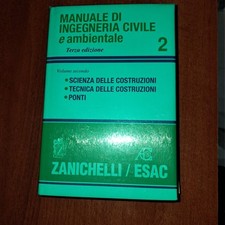 MANUALE DI
INGEGNERIA CIVILE
e ambientale
Terza edizione
2
Volume secondo
• SCIENZA DELLE COSTRUZIONI
• TECNICA DELLE COSTRUZIONI
• PONTI
ZANICHELLI / ESAC